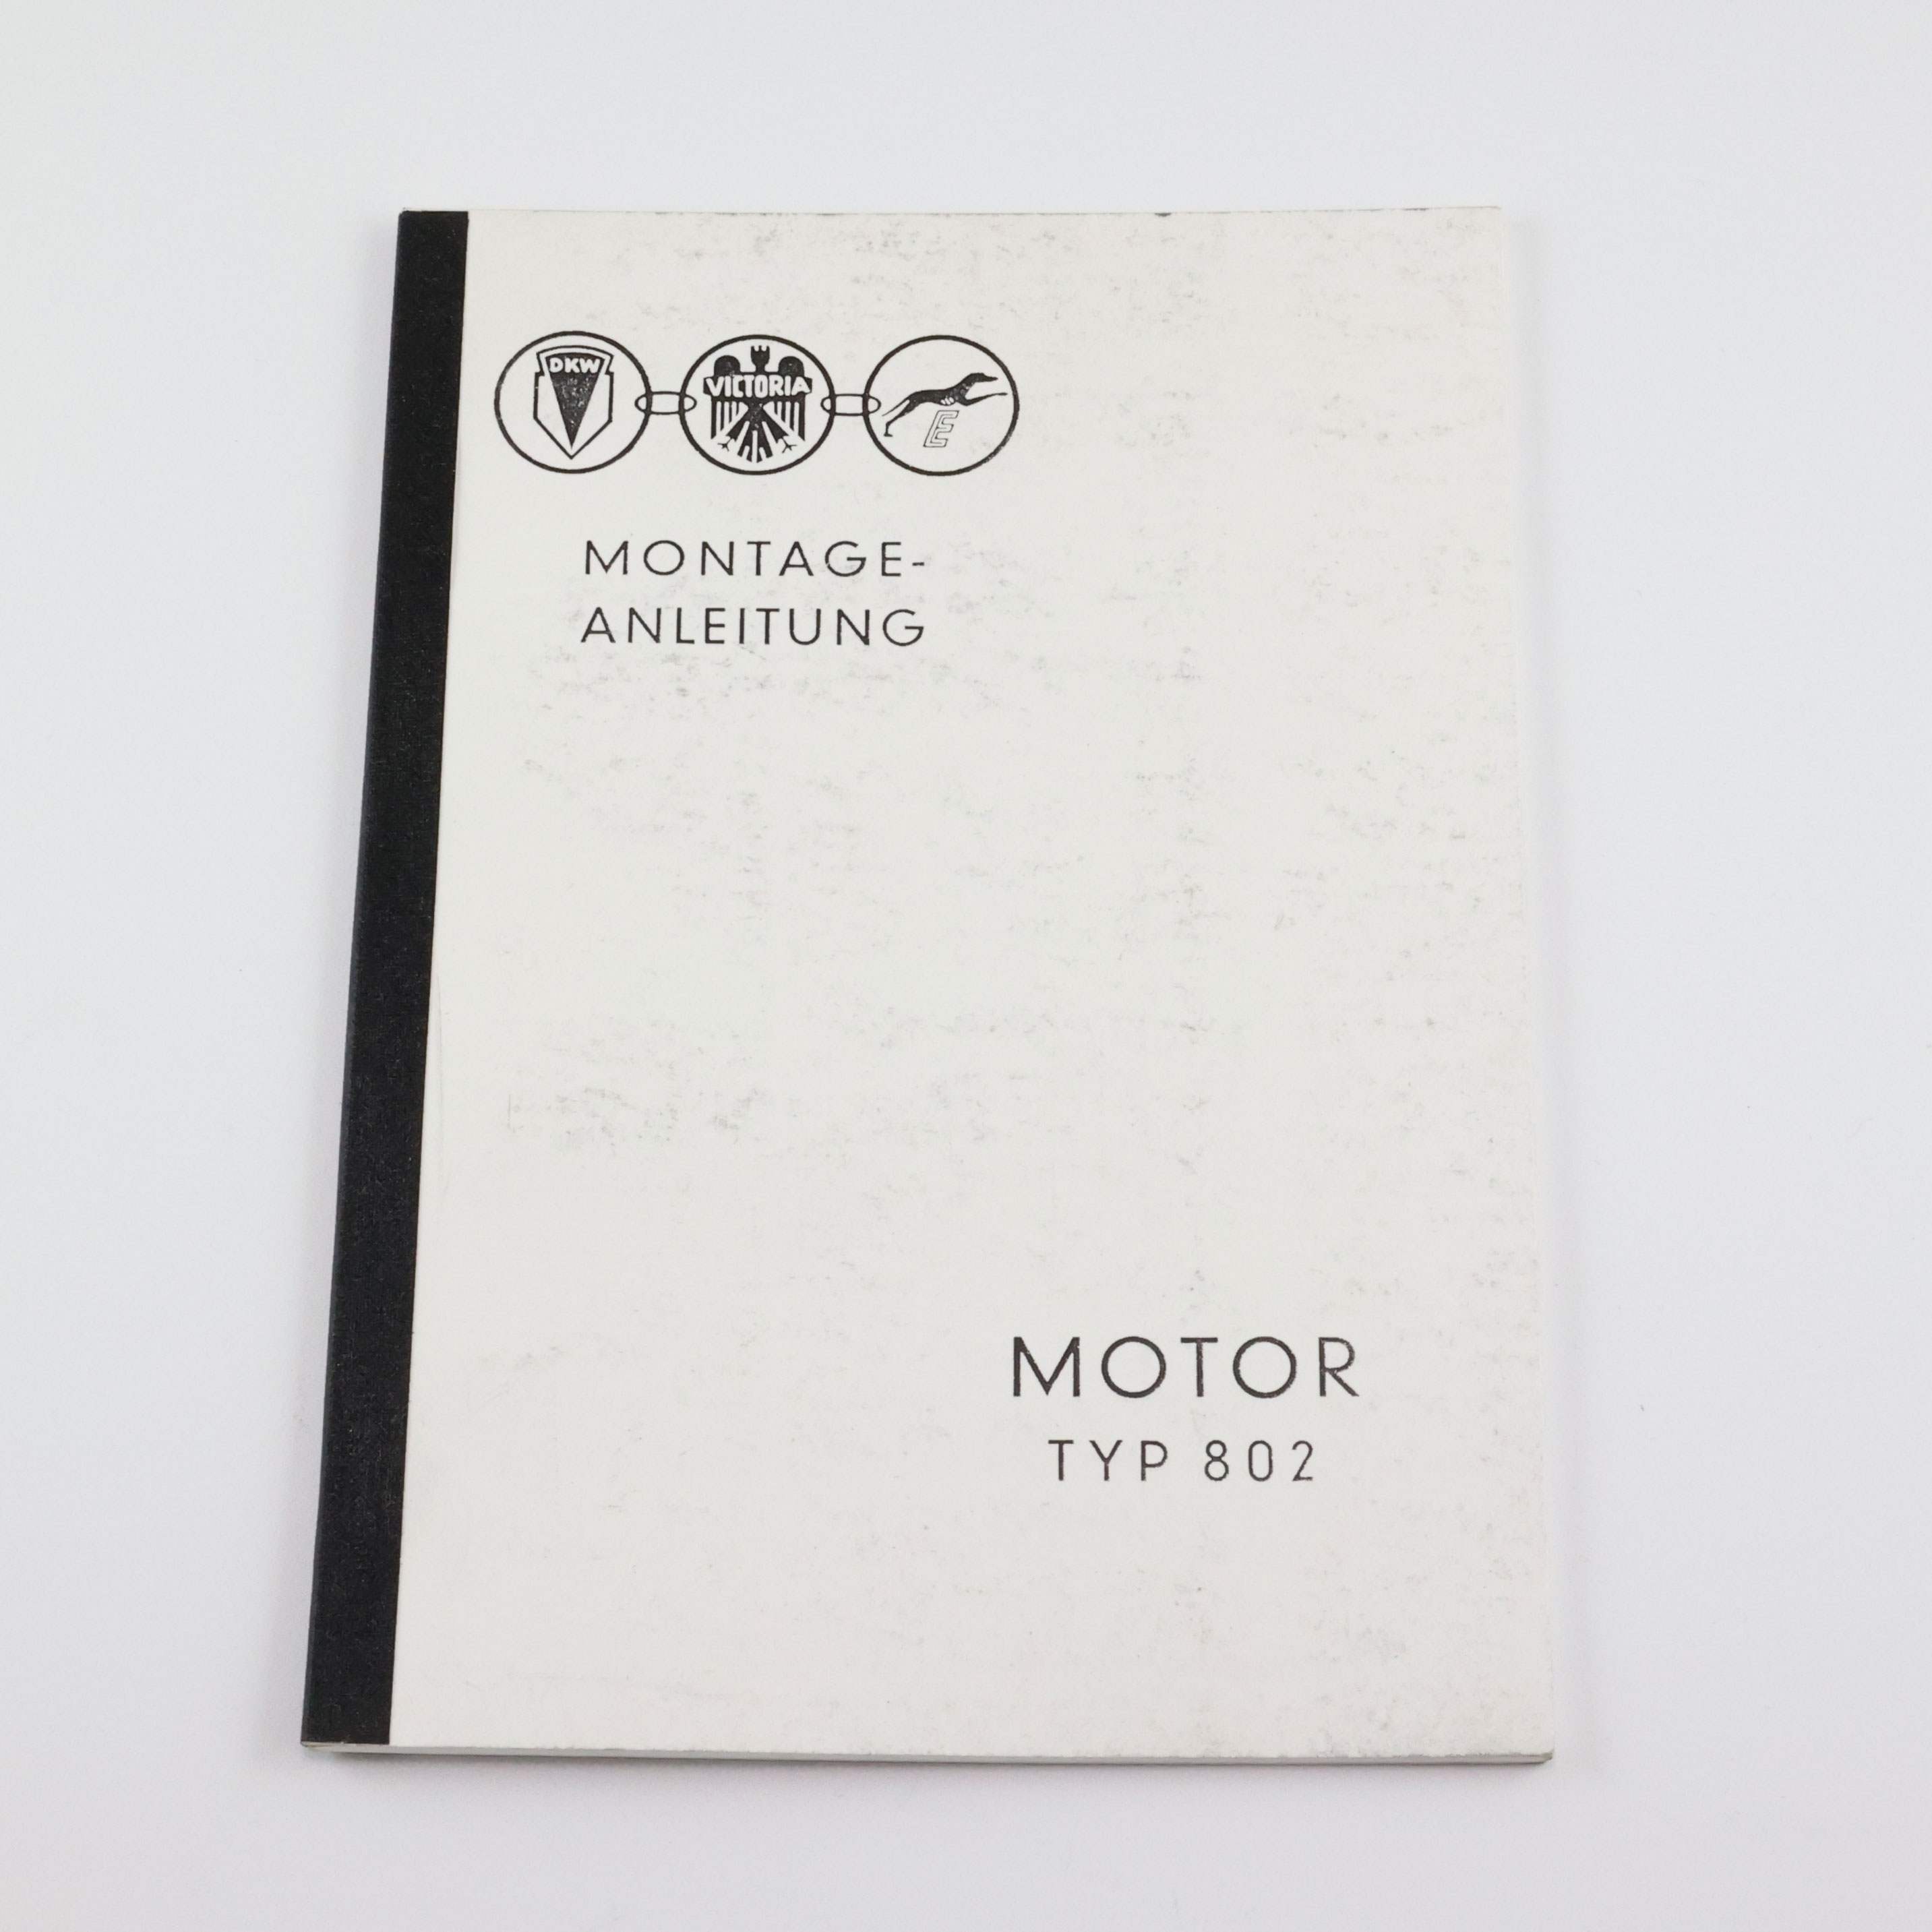 DKW
VICTORIA
E
MONTAGE-
ANLEITUNG
MOTOR
TYP 802